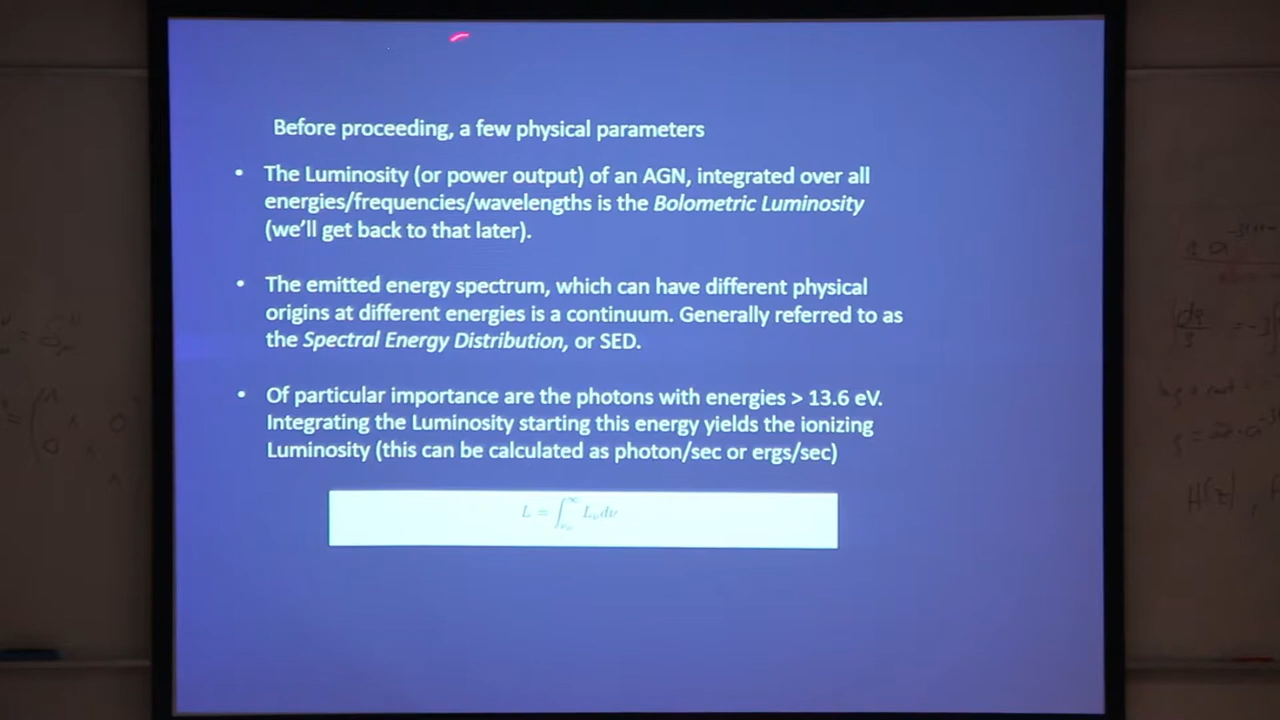 Before proceeding, a few physical parameters
• The Luminosity (or power output) of an AGN, integrated over all
energies/frequencies/wavelengths is the Bolometric Luminosity
(we'll get back to that later).
• The emitted energy spectrum, which can have different physical
origins at different energies is a continuum. Generally referred to as
the Spectral Energy Distribution, or SED.
• Of particular importance are the photons with energies > 13.6 eV.
Integrating the Luminosity starting this energy yields the ionizing
Luminosity (this can be calculated as photon/sec or ergs/sec)
L = ∫ L_ν dν
H(z)